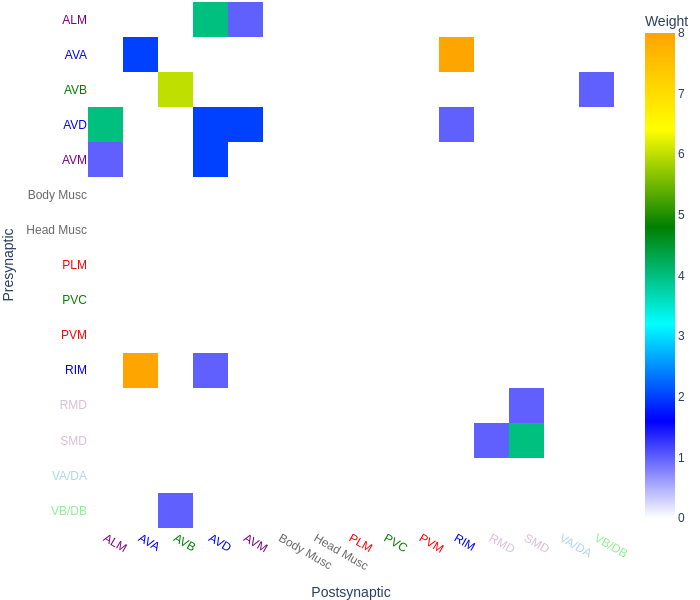 Weight
ALM
AVA
AVB
AVD
AVM
Body Musc
Head Musc
PLM
PVC
PVM
RIM
RMD
SMD
VA/DA
VB/DB
Presynaptic
8
7
6
5
4
3
2
1
0
ALM
AVA
AVB
AVD
AVM
Body Musc
Head Musc
PLM
PVC
PVM
RIM
RMD
SMD
VA/DA
VB/DB
Postsynaptic